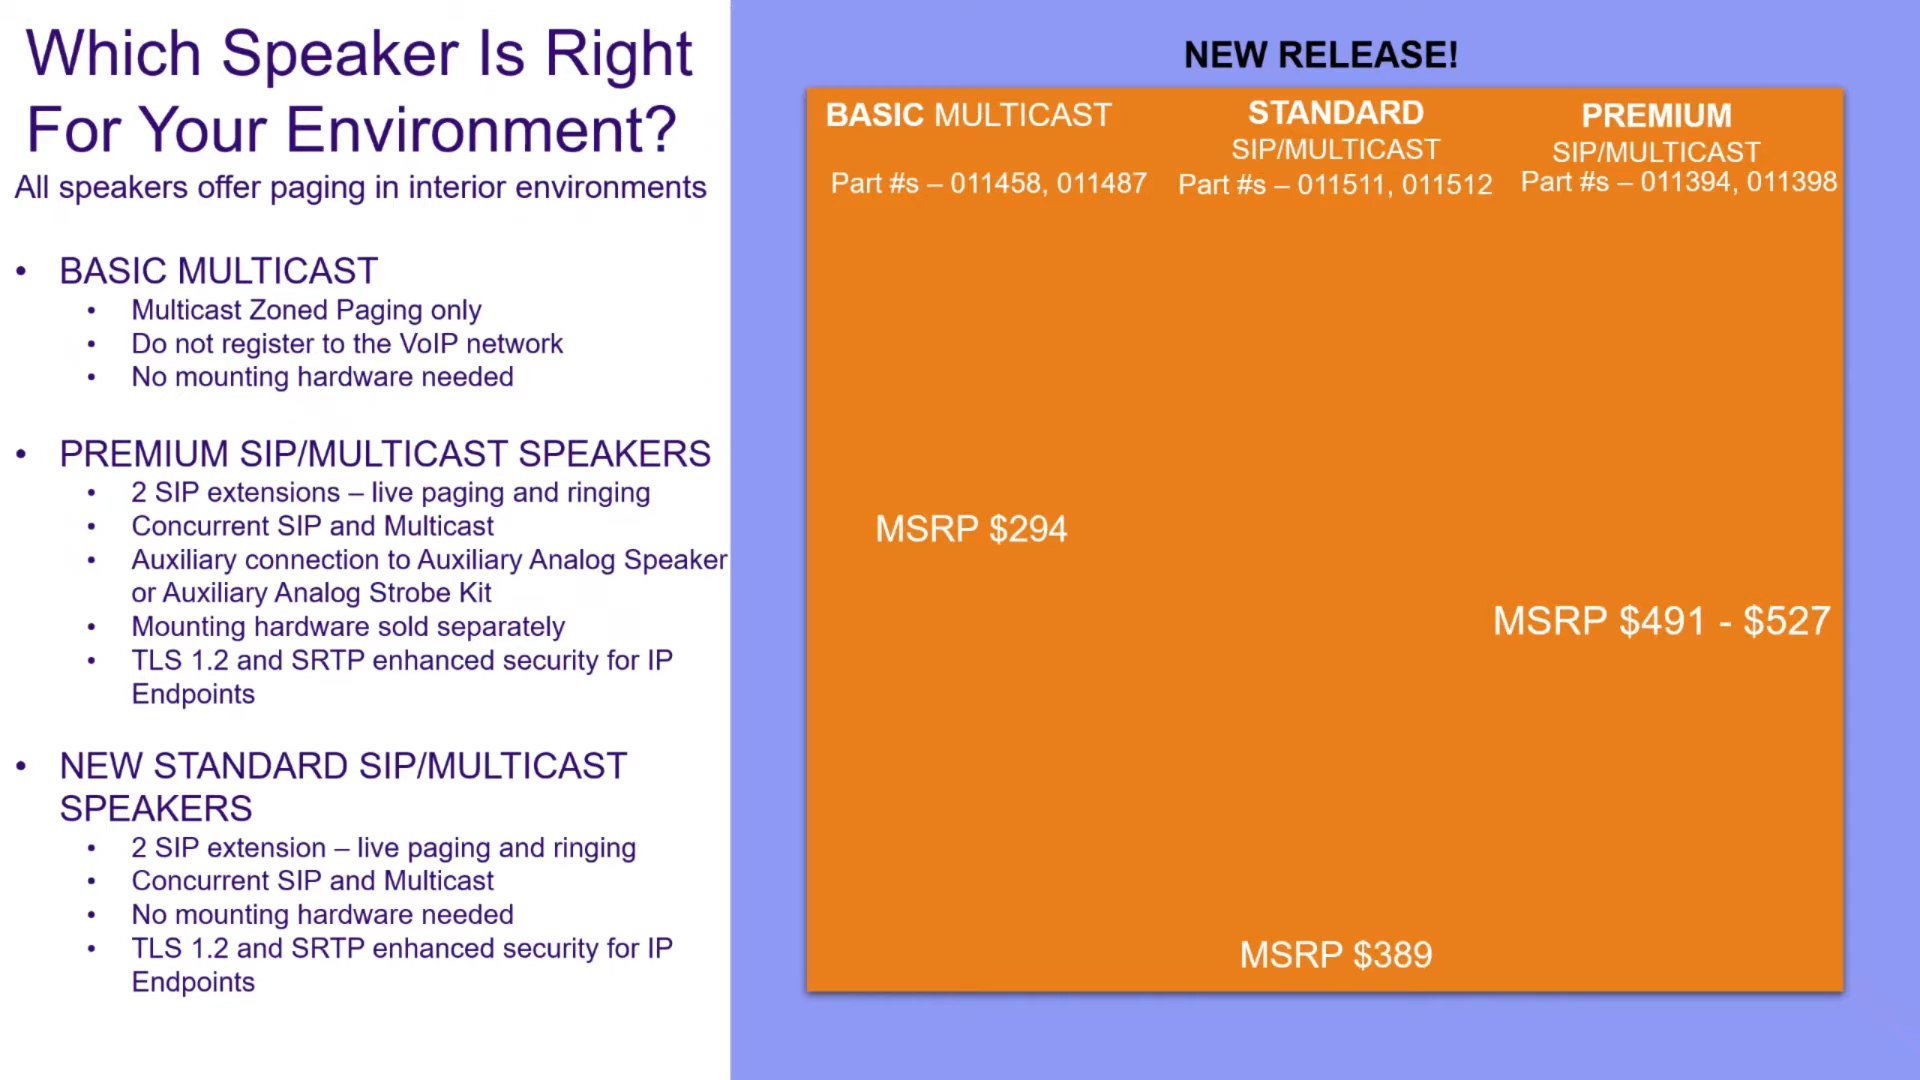 Which Speaker Is Right
For Your Environment?
All speakers offer paging in interior environments
• BASIC MULTICAST
• Multicast Zoned Paging only
• Do not register to the VoIP network
• No mounting hardware needed
• PREMIUM SIP/MULTICAST SPEAKERS
• 2 SIP extensions – live paging and ringing
• Concurrent SIP and Multicast
• Auxiliary connection to Auxiliary Analog Speaker
or Auxiliary Analog Strobe Kit
• Mounting hardware sold separately
• TLS 1.2 and SRTP enhanced security for IP
Endpoints
• NEW STANDARD SIP/MULTICAST
SPEAKERS
• 2 SIP extension – live paging and ringing
• Concurrent SIP and Multicast
• No mounting hardware needed
• TLS 1.2 and SRTP enhanced security for IP
Endpoints
NEW RELEASE!
BASIC MULTICAST
Part #s – 011458, 011487
MSRP $294
STANDARD
SIP/MULTICAST
Part #s – 011511, 011512
MSRP $389
PREMIUM
SIP/MULTICAST
Part #s – 011394, 011398
MSRP $491 - $527